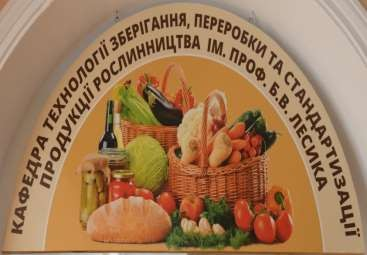 КАФЕДРА ТЕХНОЛОГІЇ ЗБЕРІГАННЯ, ПЕРЕРОБКИ ТА СТАНДАРТИЗАЦІЇ
ПРОДУКЦІЇ РОСЛИННИЦТВА ІМ. ПРОФ. Б.В. ЛЕСИКА